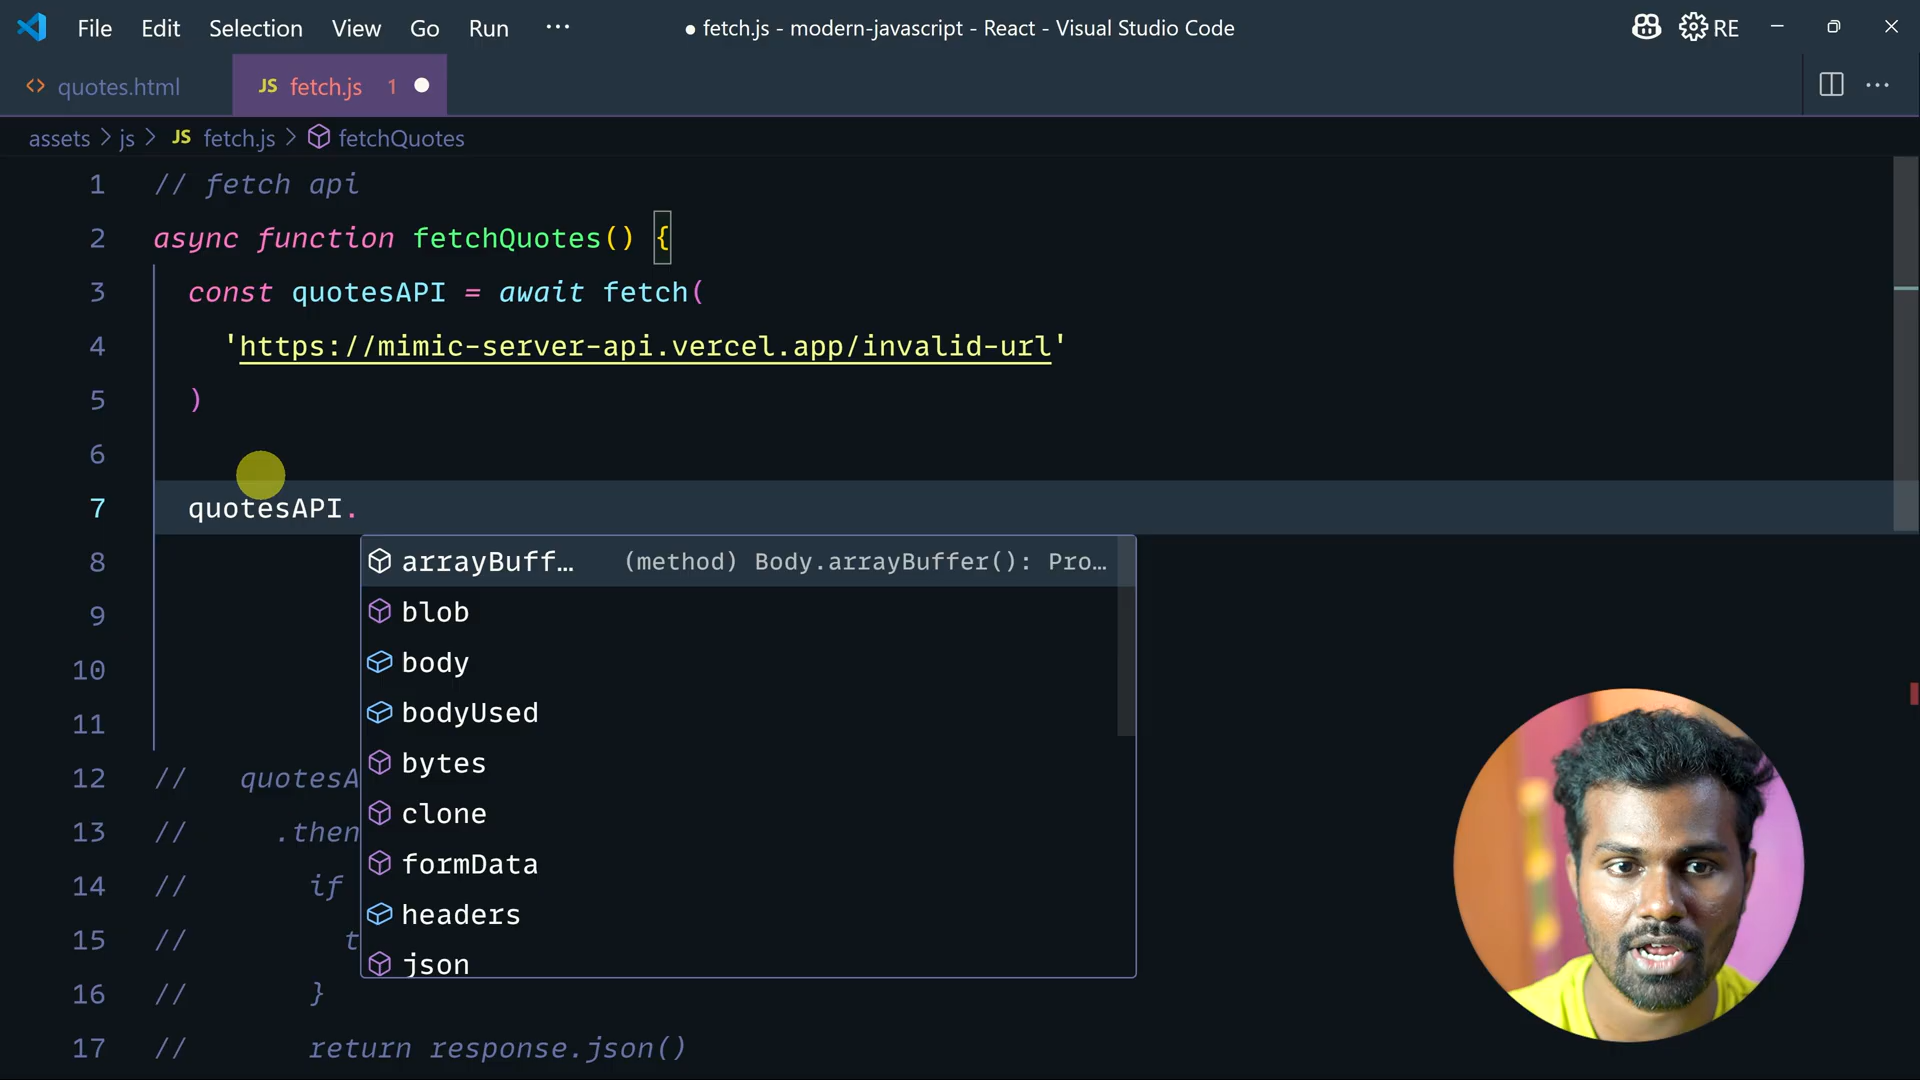 File Edit Selection View Go Run ··· ● fetch.js - modern-javascript - React - Visual Studio Code RE
<> quotes.html JS fetch.js 1 ●
assets > js > JS fetch.js > fetchQuotes
1 // fetch api
2 async function fetchQuotes() {
3 const quotesAPI = await fetch(
4 'https://mimic-server-api.vercel.app/invalid-url'
5 )
6
7 quotesAPI.
8 arrayBuff… (method) Body.arrayBuffer(): Pro…
9 blob
10 body
11 bodyUsed
12 // quotesA bytes
13 // .then clone
14 // if formData
15 // t headers
json
16 // }
17 // return response.json()